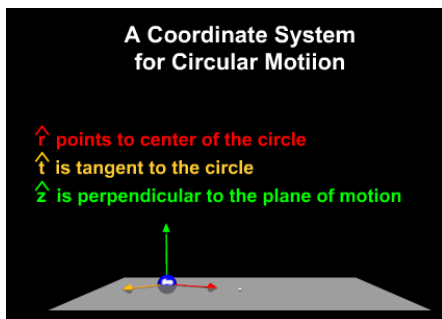 A Coordinate System
for Circular Motiion
r̂ points to center of the circle
t̂ is tangent to the circle
ẑ is perpendicular to the plane of motion